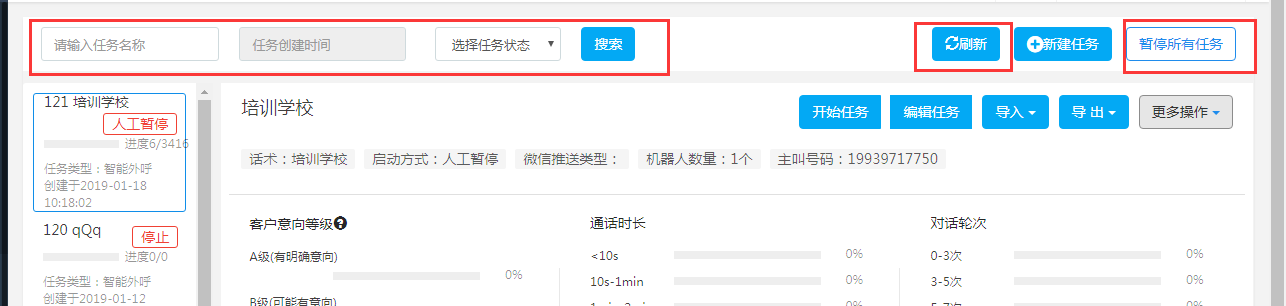 请输入任务名称 任务创建时间 选择任务状态 搜索 刷新 新建任务 暂停所有任务
121 培训学校
人工暂停
进度6/3416
任务类型：智能外呼
创建于2019-01-18
10:18:02
120 qQq
停止
进度0/0
任务类型：智能外呼
创建于2019-01-12
培训学校 开始任务 编辑任务 导入 导 出 更多操作
话术：培训学校 启动方式：人工暂停 微信推送类型： 机器人数量：1个 主叫号码：19939717750
客户意向等级
A级(有明确意向)
0%
B级(可能有意向)
通话时长
<10s 0%
10s-1min 0%
对话轮次
0-3次 0%
3-5次 0%